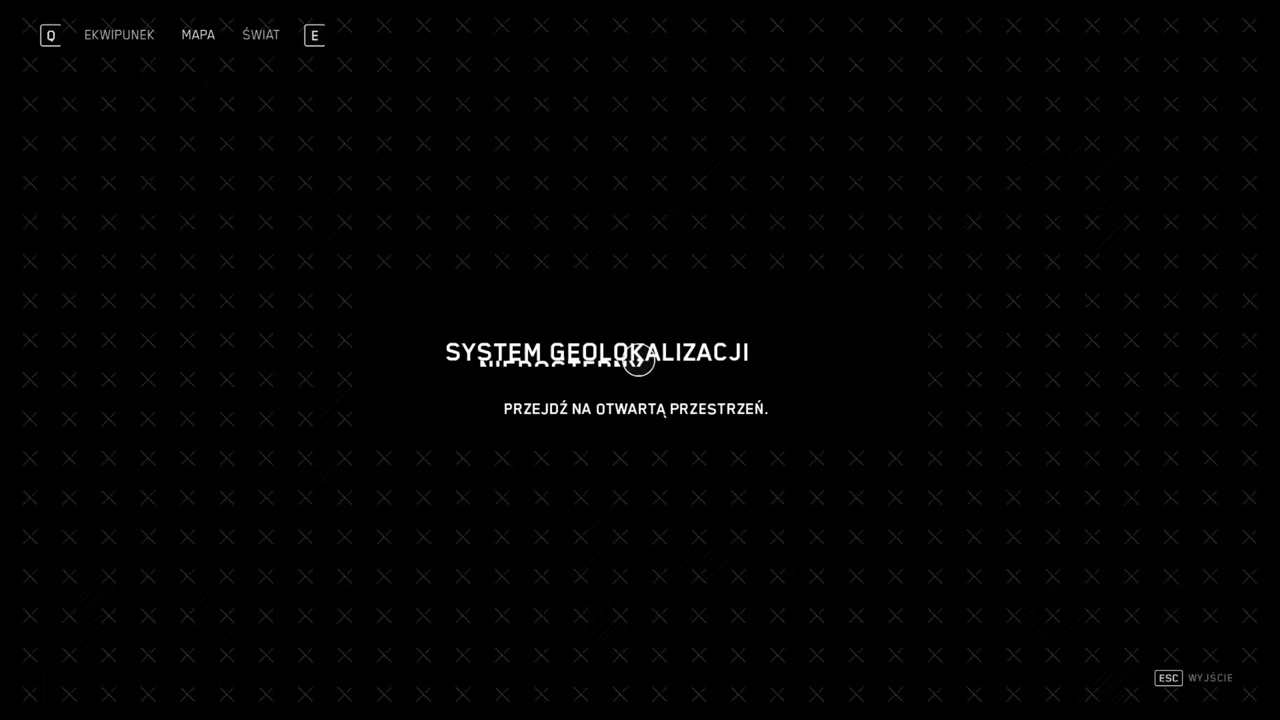 Q EKWIPUNEK MAPA ŚWIAT E
SYSTEM GEOLOKALIZACJI
PRZEJDŹ NA OTWARTĄ PRZESTRZEŃ.
ESC WYJŚCIE